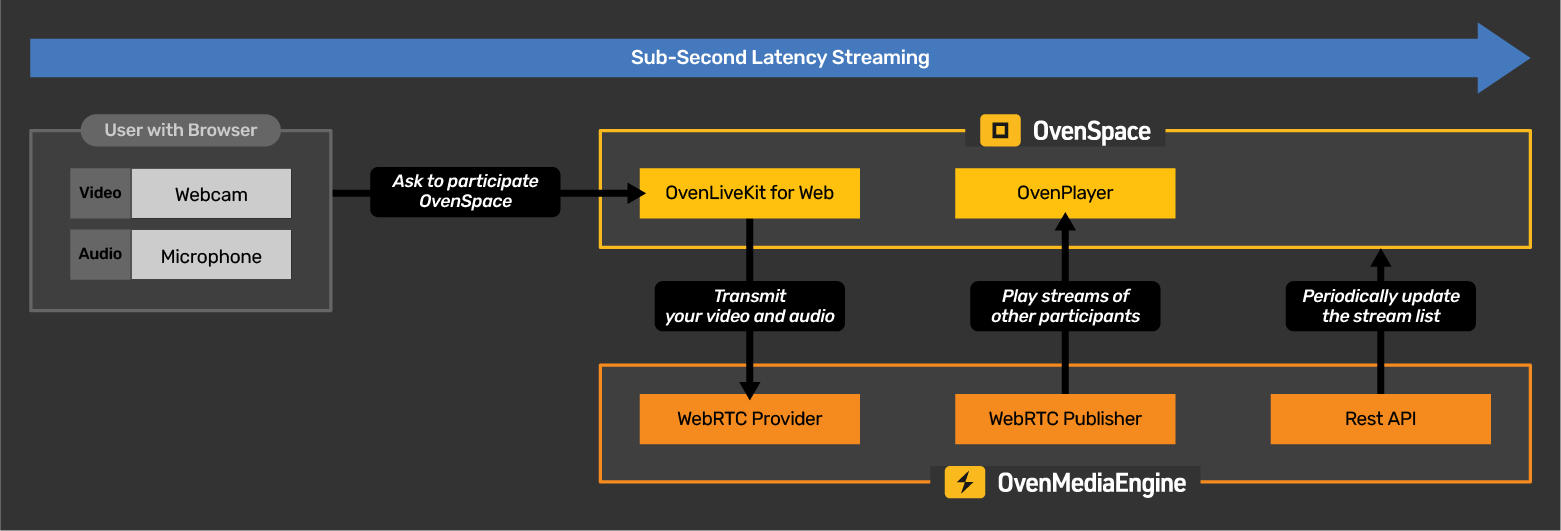 Sub-Second Latency Streaming
User with Browser
Video
Webcam
Audio
Microphone
Ask to participate
OvenSpace
OvenSpace
OvenLiveKit for Web
OvenPlayer
Transmit
your video and audio
Play streams of
other participants
Periodically update
the stream list
WebRTC Provider
WebRTC Publisher
Rest API
OvenMediaEngine